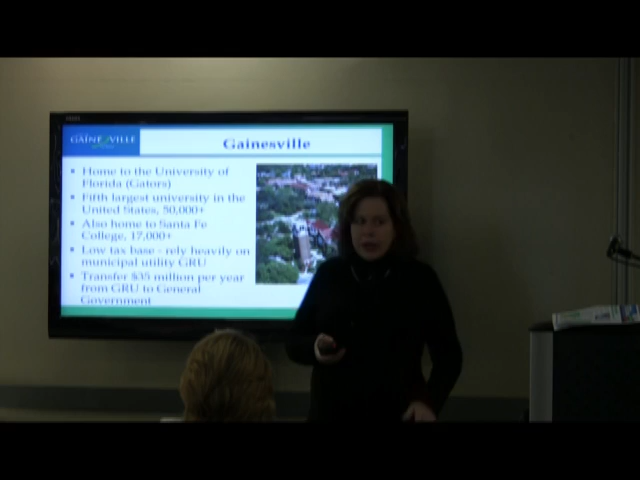 GAINESVILLE
Gainesville
▪ Home to the University of
Florida (Gators)
▪ Fifth largest university in the
United States, 50,000+
▪ Also home to Santa Fe
College, 17,000+
▪ Low tax base - rely heavily on
municipal utility GRU
▪ Transfer $35 million per year
from GRU to General
Government